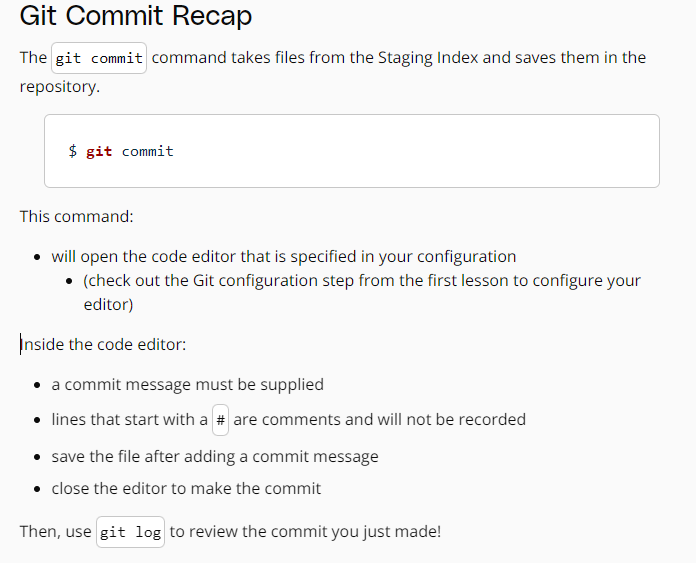 Git Commit Recap
The git commit command takes files from the Staging Index and saves them in the
repository.
$ git commit
This command:
• will open the code editor that is specified in your configuration
• (check out the Git configuration step from the first lesson to configure your
editor)
Inside the code editor:
• a commit message must be supplied
• lines that start with a # are comments and will not be recorded
• save the file after adding a commit message
• close the editor to make the commit
Then, use git log to review the commit you just made!